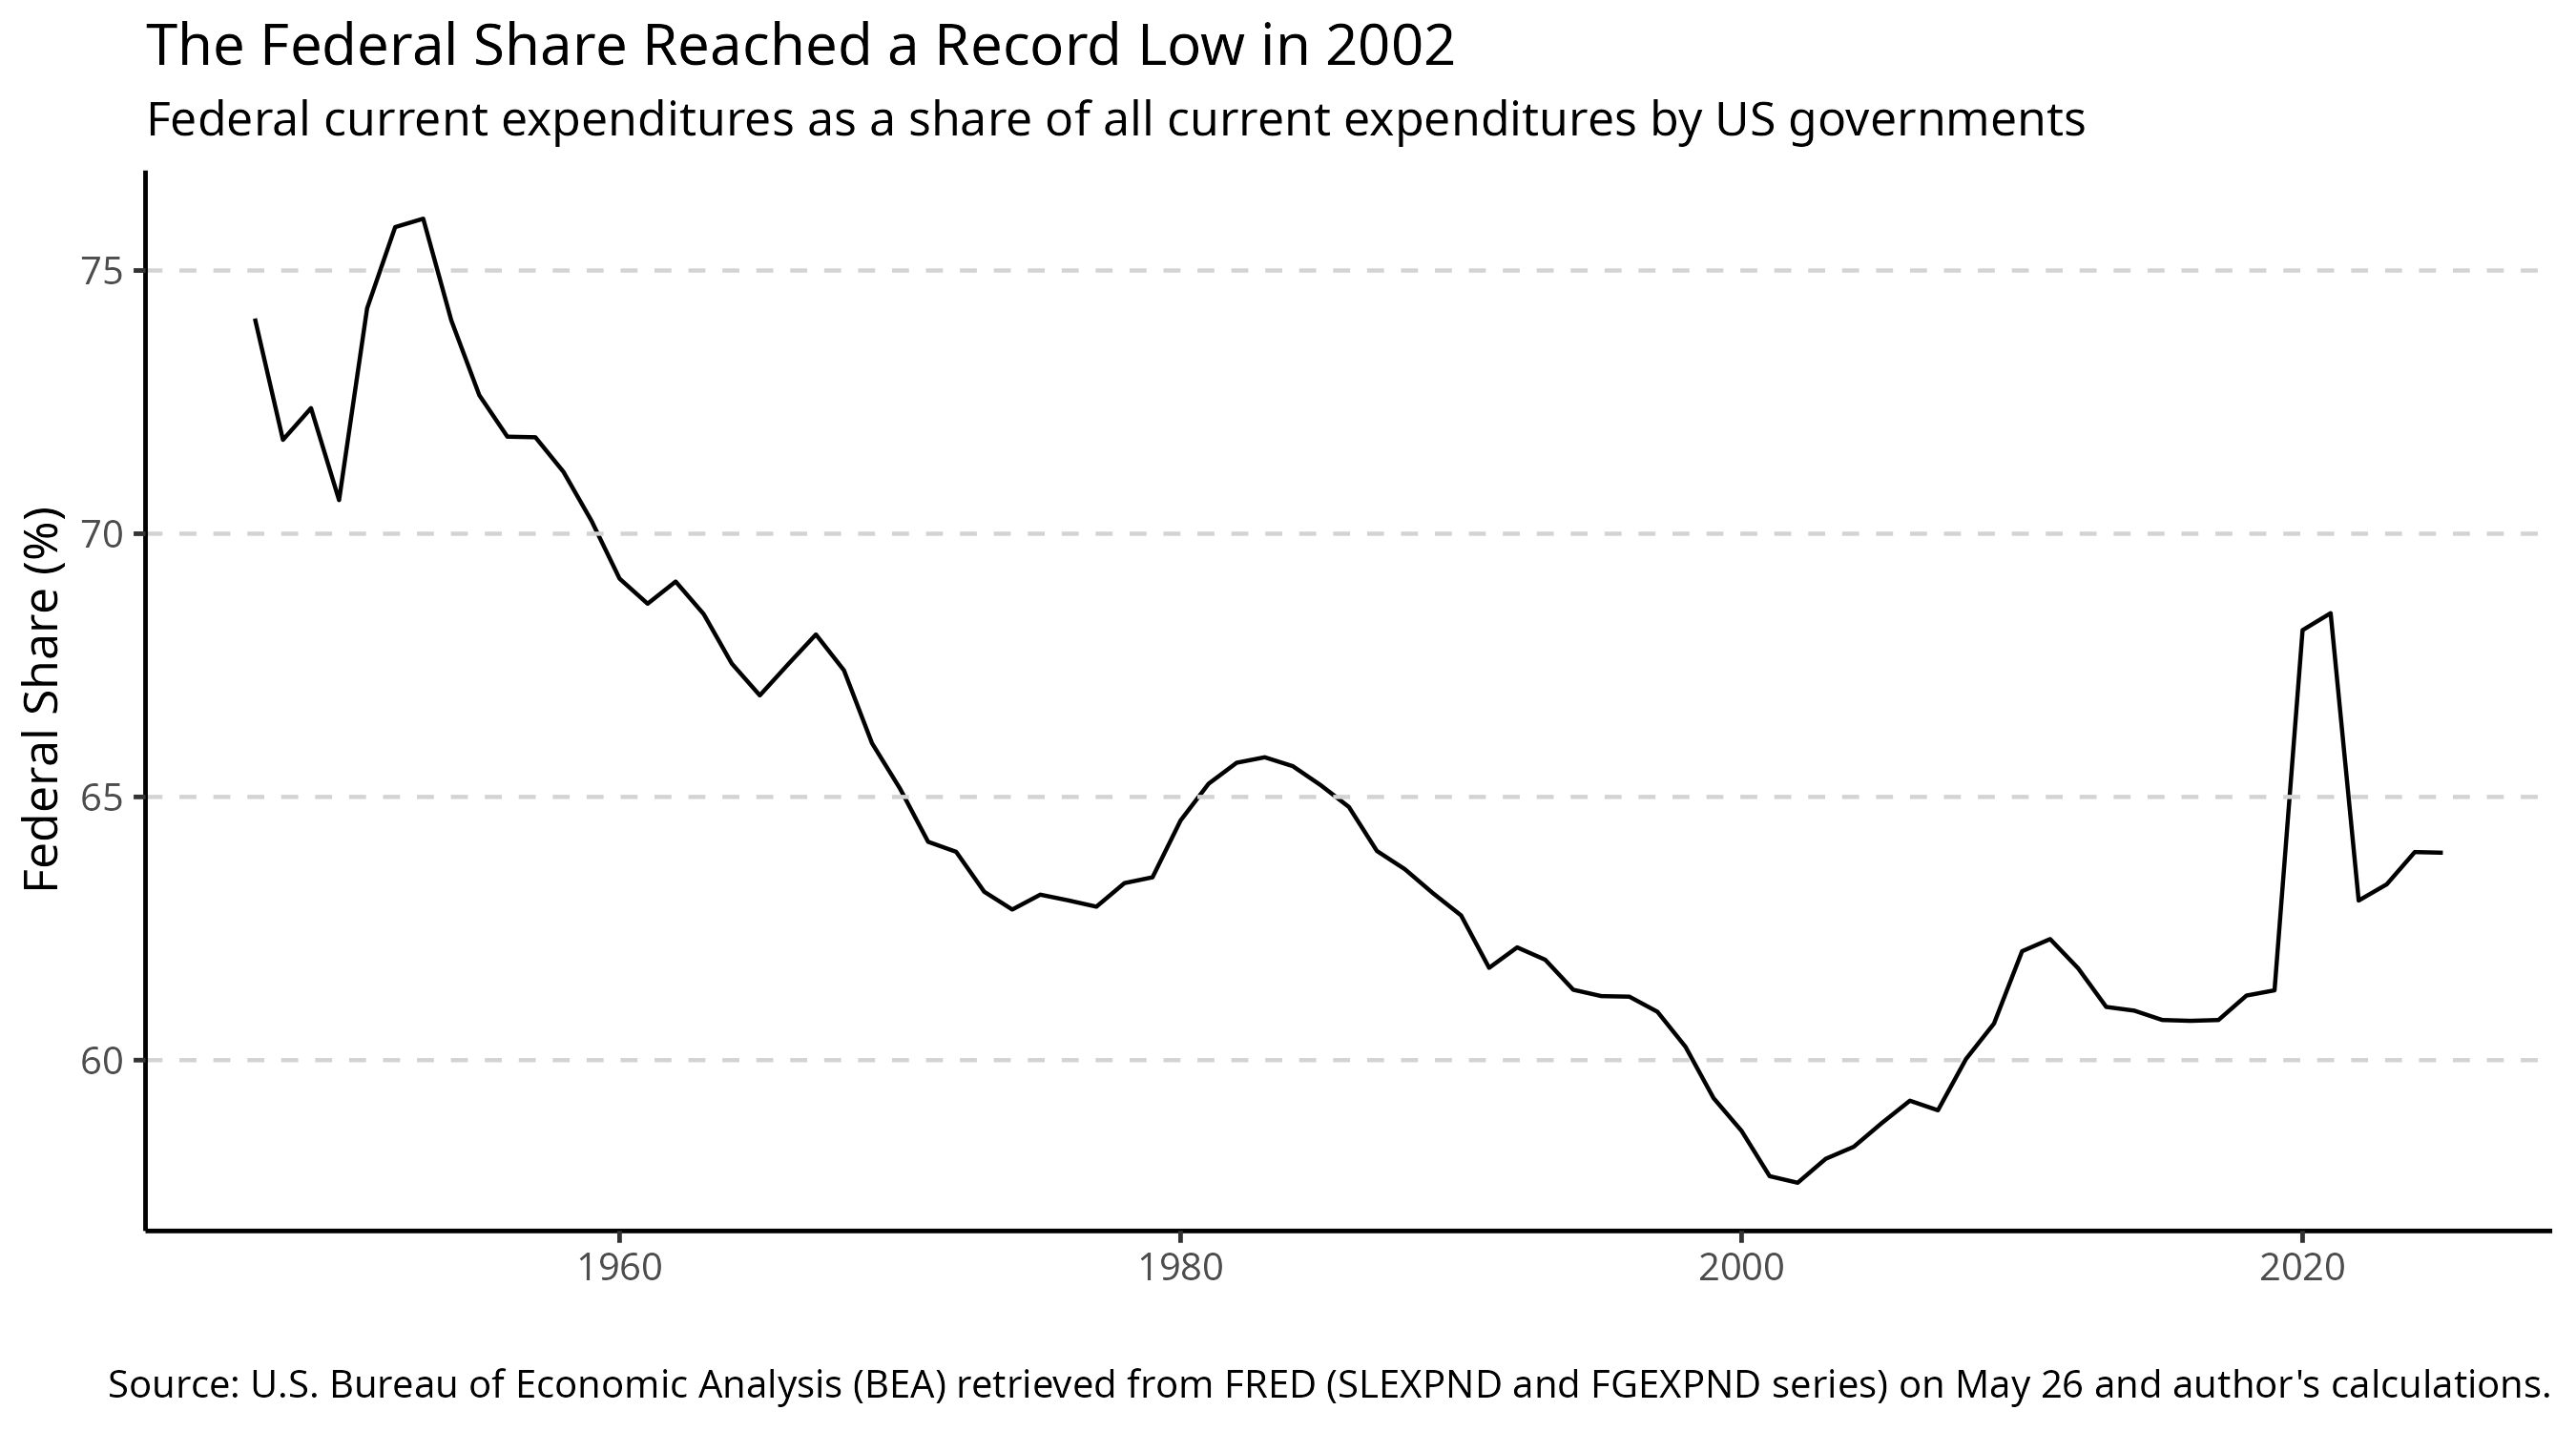 The Federal Share Reached a Record Low in 2002
Federal current expenditures as a share of all current expenditures by US governments
Federal Share (%)
75
70
65
60
1960
1980
2000
2020
Source: U.S. Bureau of Economic Analysis (BEA) retrieved from FRED (SLEXPND and FGEXPND series) on May 26 and author's calculations.